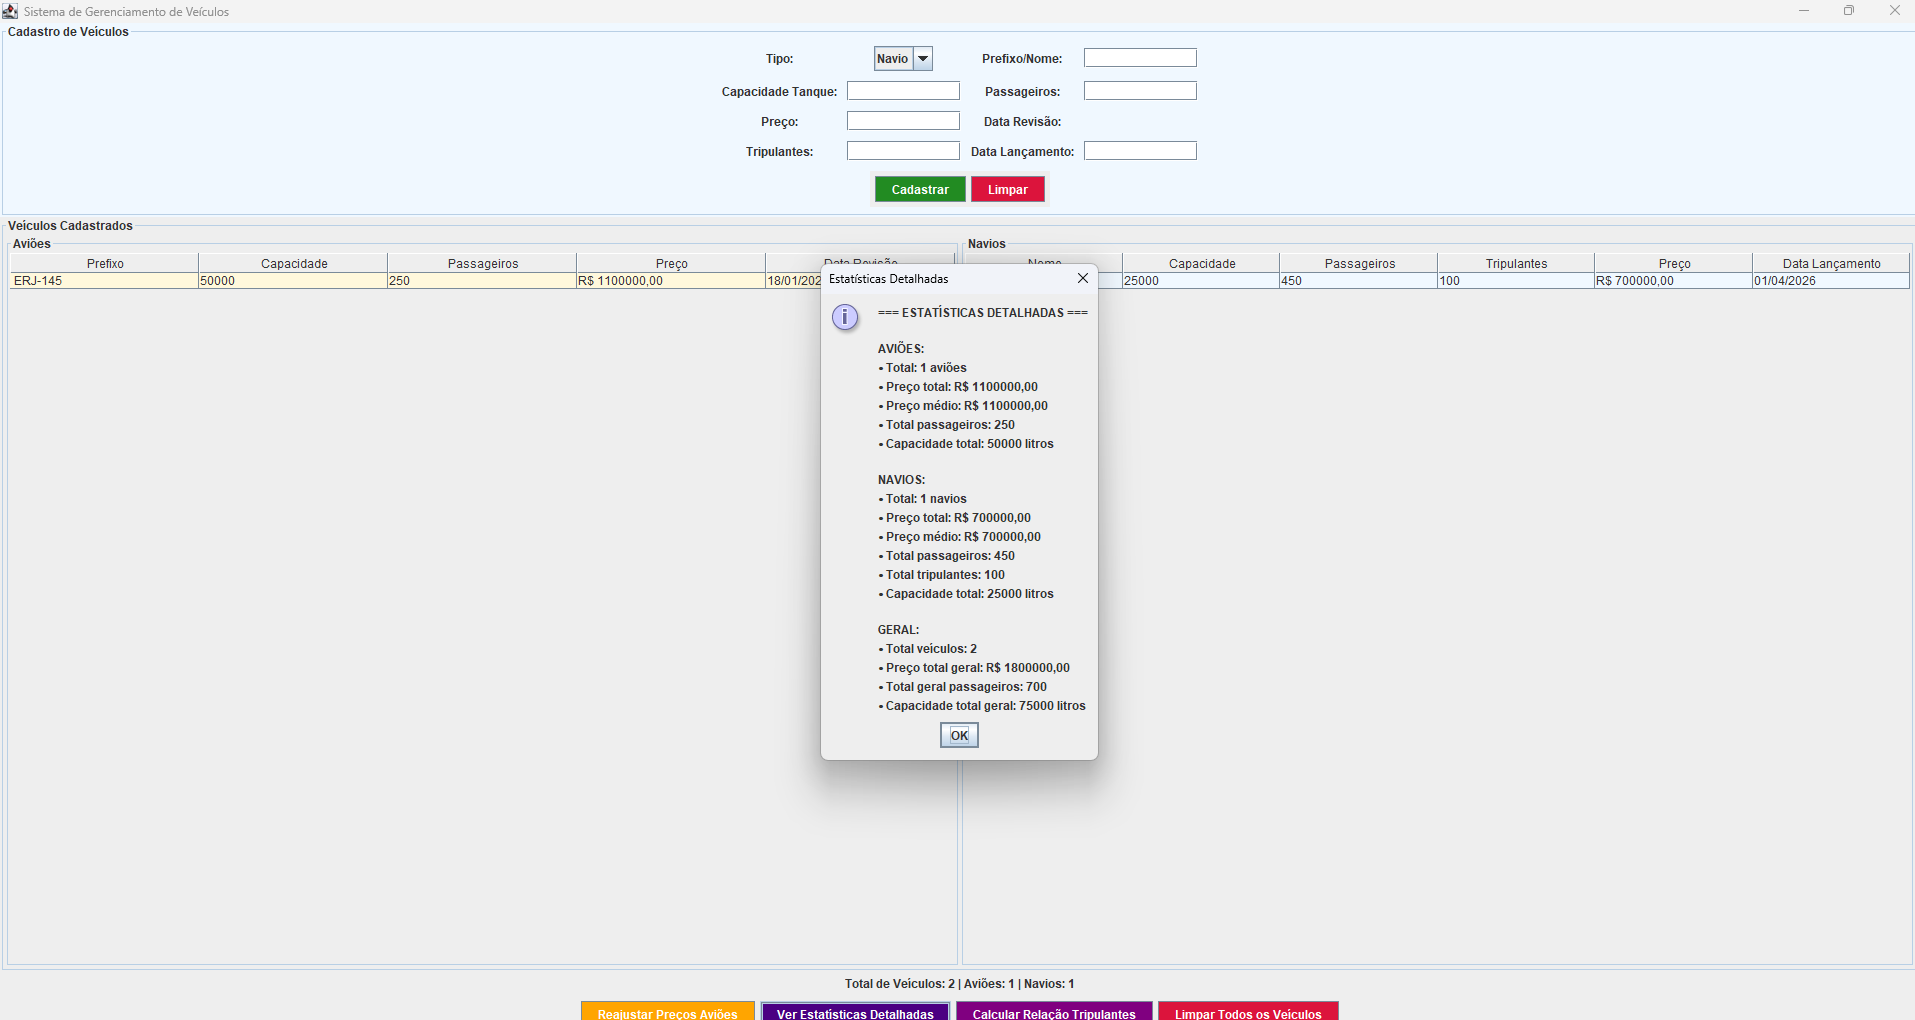 Sistema de Gerenciamento de Veículos
Cadastro de Veículos
Tipo: Navio Prefixo/Nome:
Capacidade Tanque: Passageiros:
Preço: Data Revisão:
Tripulantes: Data Lançamento:
Cadastrar Limpar
Veículos Cadastrados
Aviões
Prefixo Capacidade Passageiros Preço Data Revisão
ERJ-145 50000 250 R$ 1100000,00 18/01/202
Navios
Nome Capacidade Passageiros Tripulantes Preço Data Lançamento
25000 450 100 R$ 700000,00 01/04/2026
Estatísticas Detalhadas
=== ESTATÍSTICAS DETALHADAS ===
AVIÕES:
• Total: 1 aviões
• Preço total: R$ 1100000,00
• Preço médio: R$ 1100000,00
• Total passageiros: 250
• Capacidade total: 50000 litros
NAVIOS:
• Total: 1 navios
• Preço total: R$ 700000,00
• Preço médio: R$ 700000,00
• Total passageiros: 450
• Total tripulantes: 100
• Capacidade total: 25000 litros
GERAL:
• Total veículos: 2
• Preço total geral: R$ 1800000,00
• Total geral passageiros: 700
• Capacidade total geral: 75000 litros
OK
Total de Veículos: 2 | Aviões: 1 | Navios: 1
Reajustar Preços Aviões Ver Estatísticas Detalhadas Calcular Relação Tripulantes Limpar Todos os Veículos